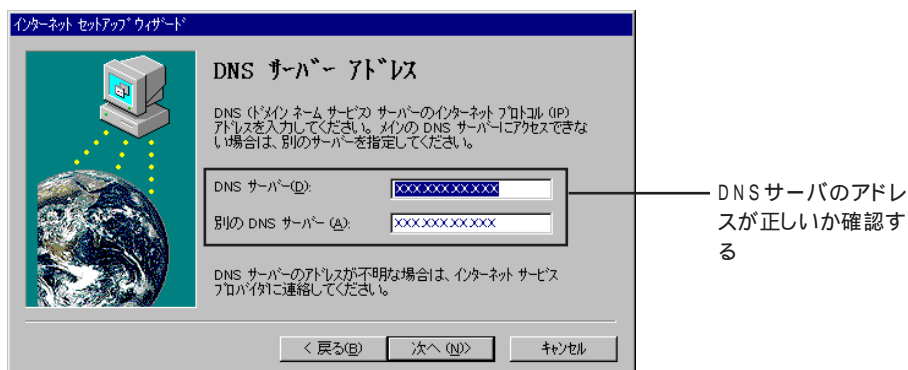 インターネット セットアップ ウィザード
DNS サーバー アドレス
DNS (ドメイン ネーム サービス) サーバーのインターネット プロトコル (IP)
アドレスを入力してください。メインの DNS サーバーにアクセスできな
い場合は、別のサーバーを指定してください。
DNS サーバー(D):
xxx.xxx.xxx.xxx
別の DNS サーバー (A):
xxx.xxx.xxx.xxx
DNSサーバのアドレ
スが正しいか確認す
る
DNS サーバーのアドレスが不明な場合は、インターネット サービス
プロバイダに連絡してください。
< 戻る(B)
次へ (N)>
キャンセル